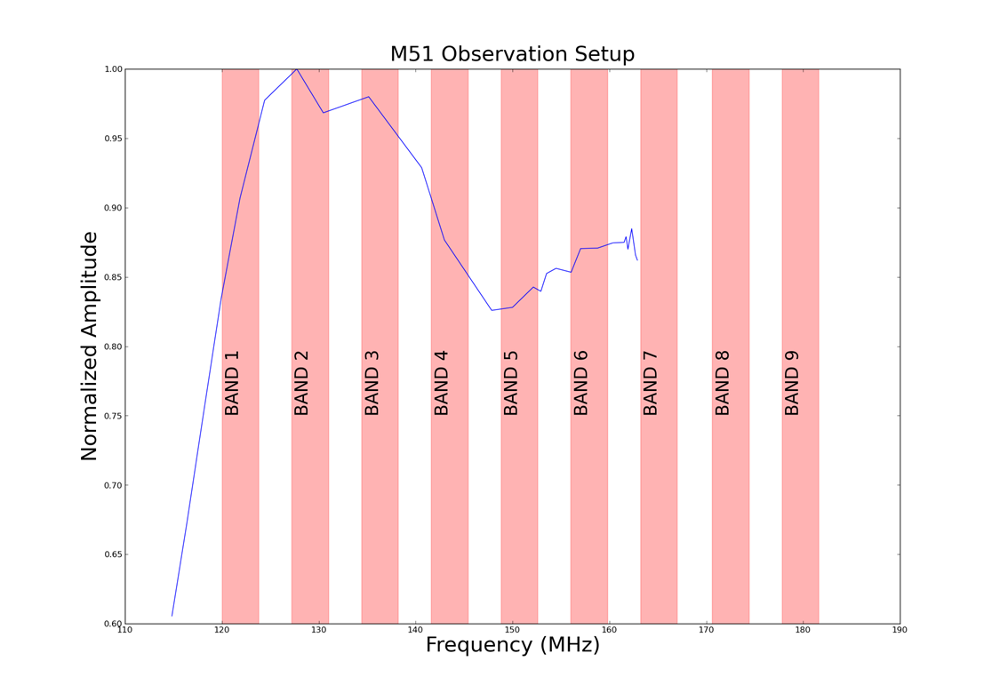 M51 Observation Setup
1.00
0.95
0.90
0.85
0.80
0.75
0.70
0.65
0.60
Normalized Amplitude
BAND 1
BAND 2
BAND 3
BAND 4
BAND 5
BAND 6
BAND 7
BAND 8
BAND 9
110 120 130 140 150 160 170 180 190
Frequency (MHz)